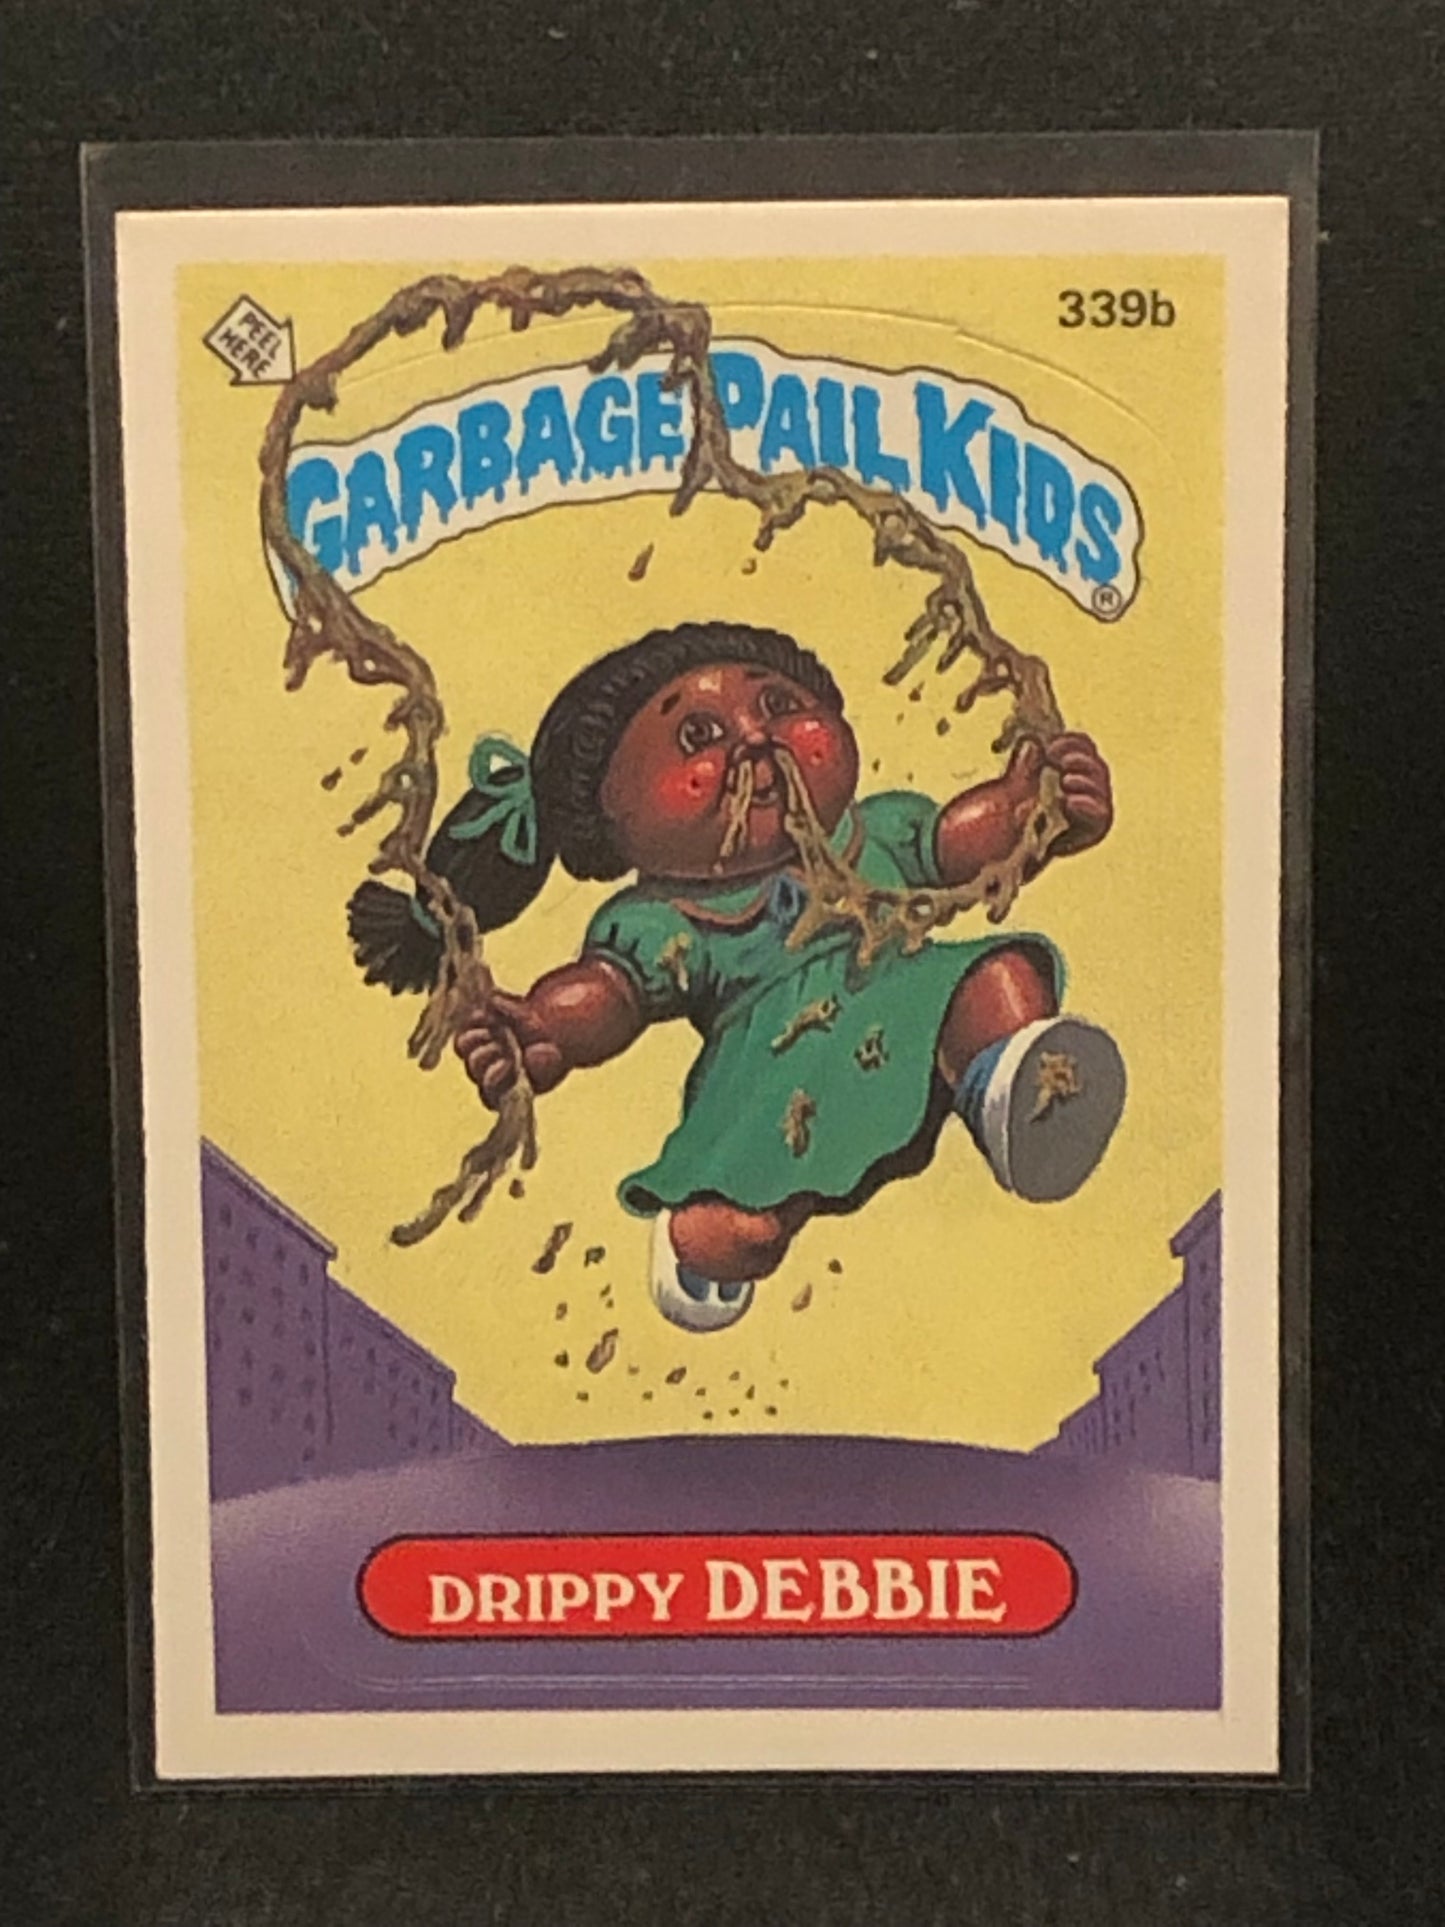 PEEL
HERE
339b
GARBAGE PAIL KIDS
®
DRIPPY DEBBIE